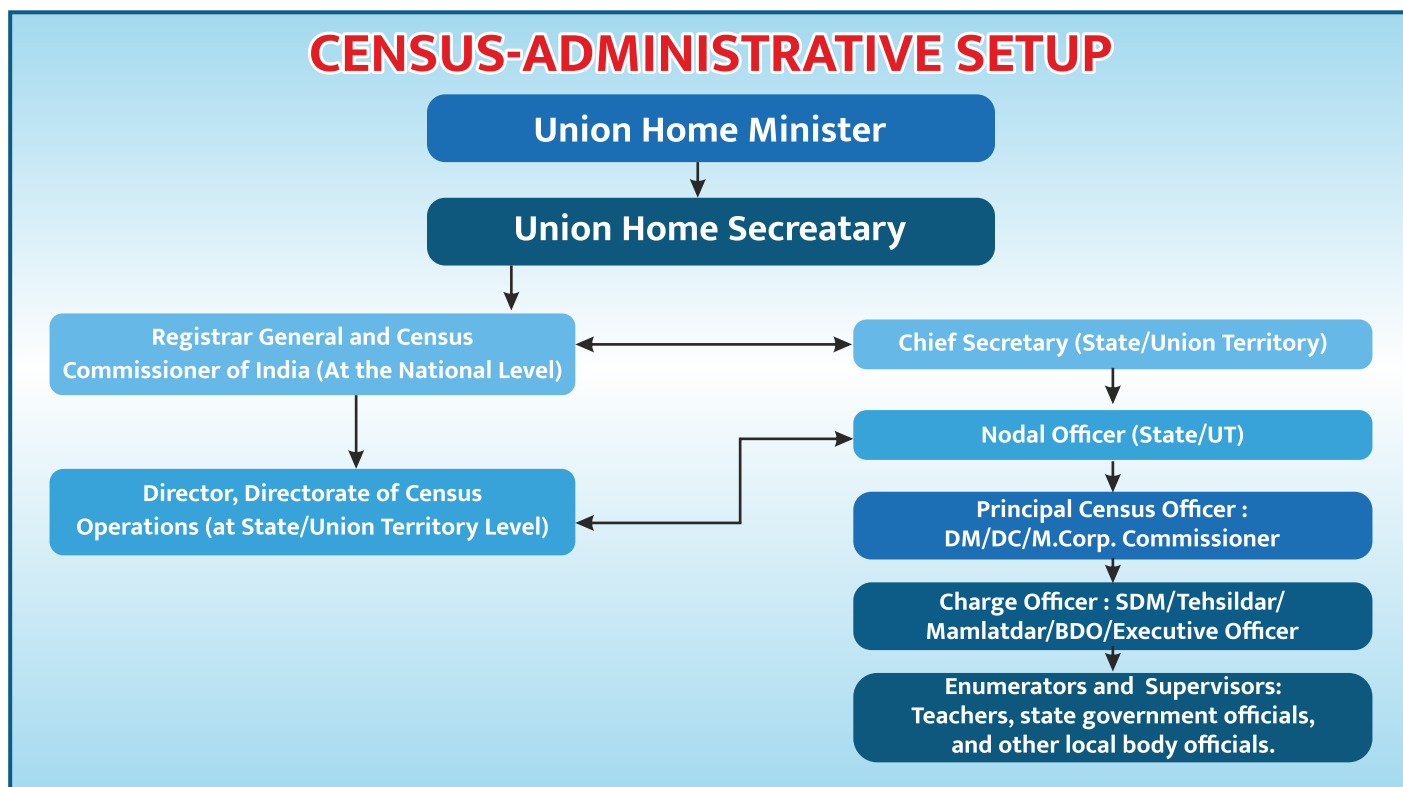 CENSUS-ADMINISTRATIVE SETUP
Union Home Minister
Union Home Secreatary
Registrar General and Census
Commissioner of India (At the National Level)
Chief Secretary (State/Union Territory)
Nodal Officer (State/UT)
Director, Directorate of Census
Operations (at State/Union Territory Level)
Principal Census Officer :
DM/DC/M.Corp. Commissioner
Charge Officer : SDM/Tehsildar/
Mamlatdar/BDO/Executive Officer
Enumerators and Supervisors:
Teachers, state government officials,
and other local body officials.